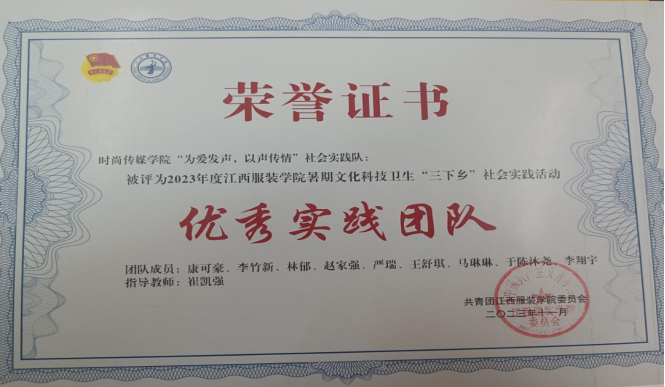 荣誉证书
时尚传媒学院“为爱发声，以声传情”社会实践队：
被评为2023年度江西服装学院暑期文化科技卫生“三下乡”社会实践活动
优秀实践团队
团队成员：康可豪、李竹新、林郁、赵家强、严瑞、王舒琪、马琳琳、于陈沐尧、李翔宇
指导教师：崔凯强
共青团江西服装学院委员会
二〇二三年十一月
委员会